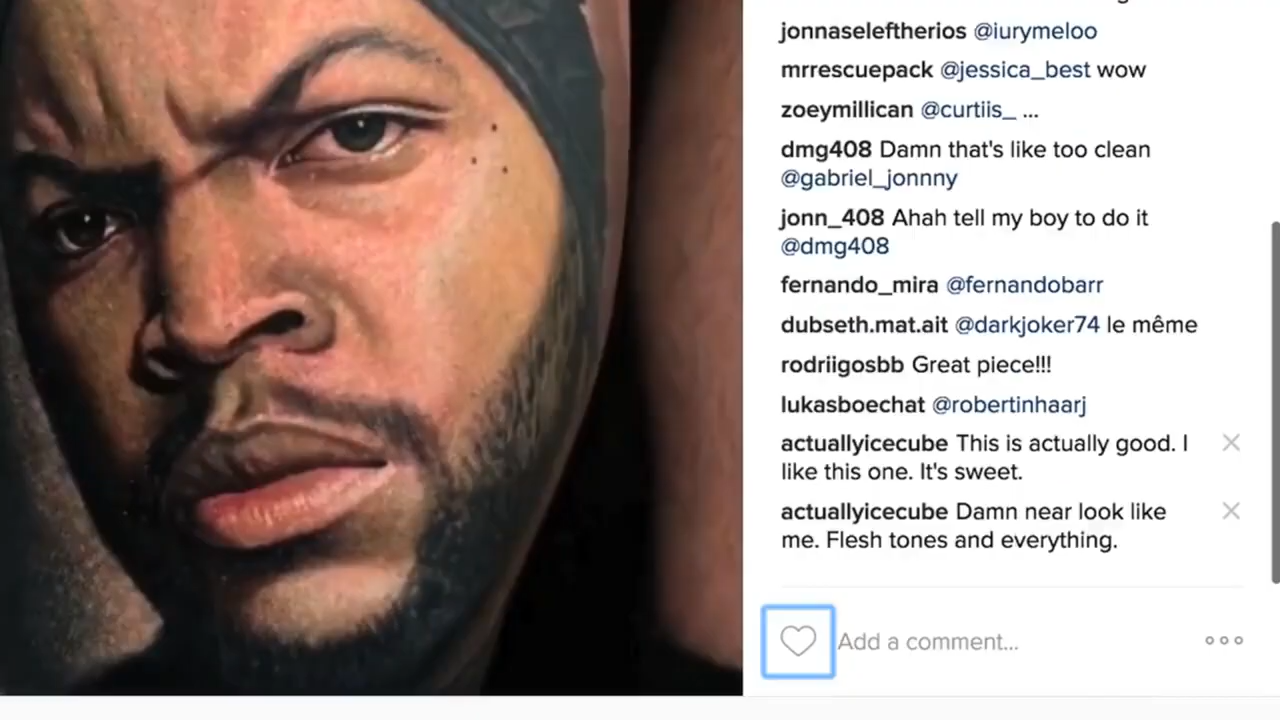 jonnaseleftherios @iurymeloo
mrrescuepack @jessica_best wow
zoeymillican @curtiis_ ...
dmg408 Damn that's like too clean
@gabriel_jonnny
jonn_408 Ahah tell my boy to do it
@dmg408
fernando_mira @fernandobarr
dubseth.mat.ait @darkjoker74 le même
rodriigosbb Great piece!!!
lukasboechat @robertinhaarj
actuallyicecube This is actually good. I
like this one. It's sweet.
actuallyicecube Damn near look like
me. Flesh tones and everything.
Add a comment...